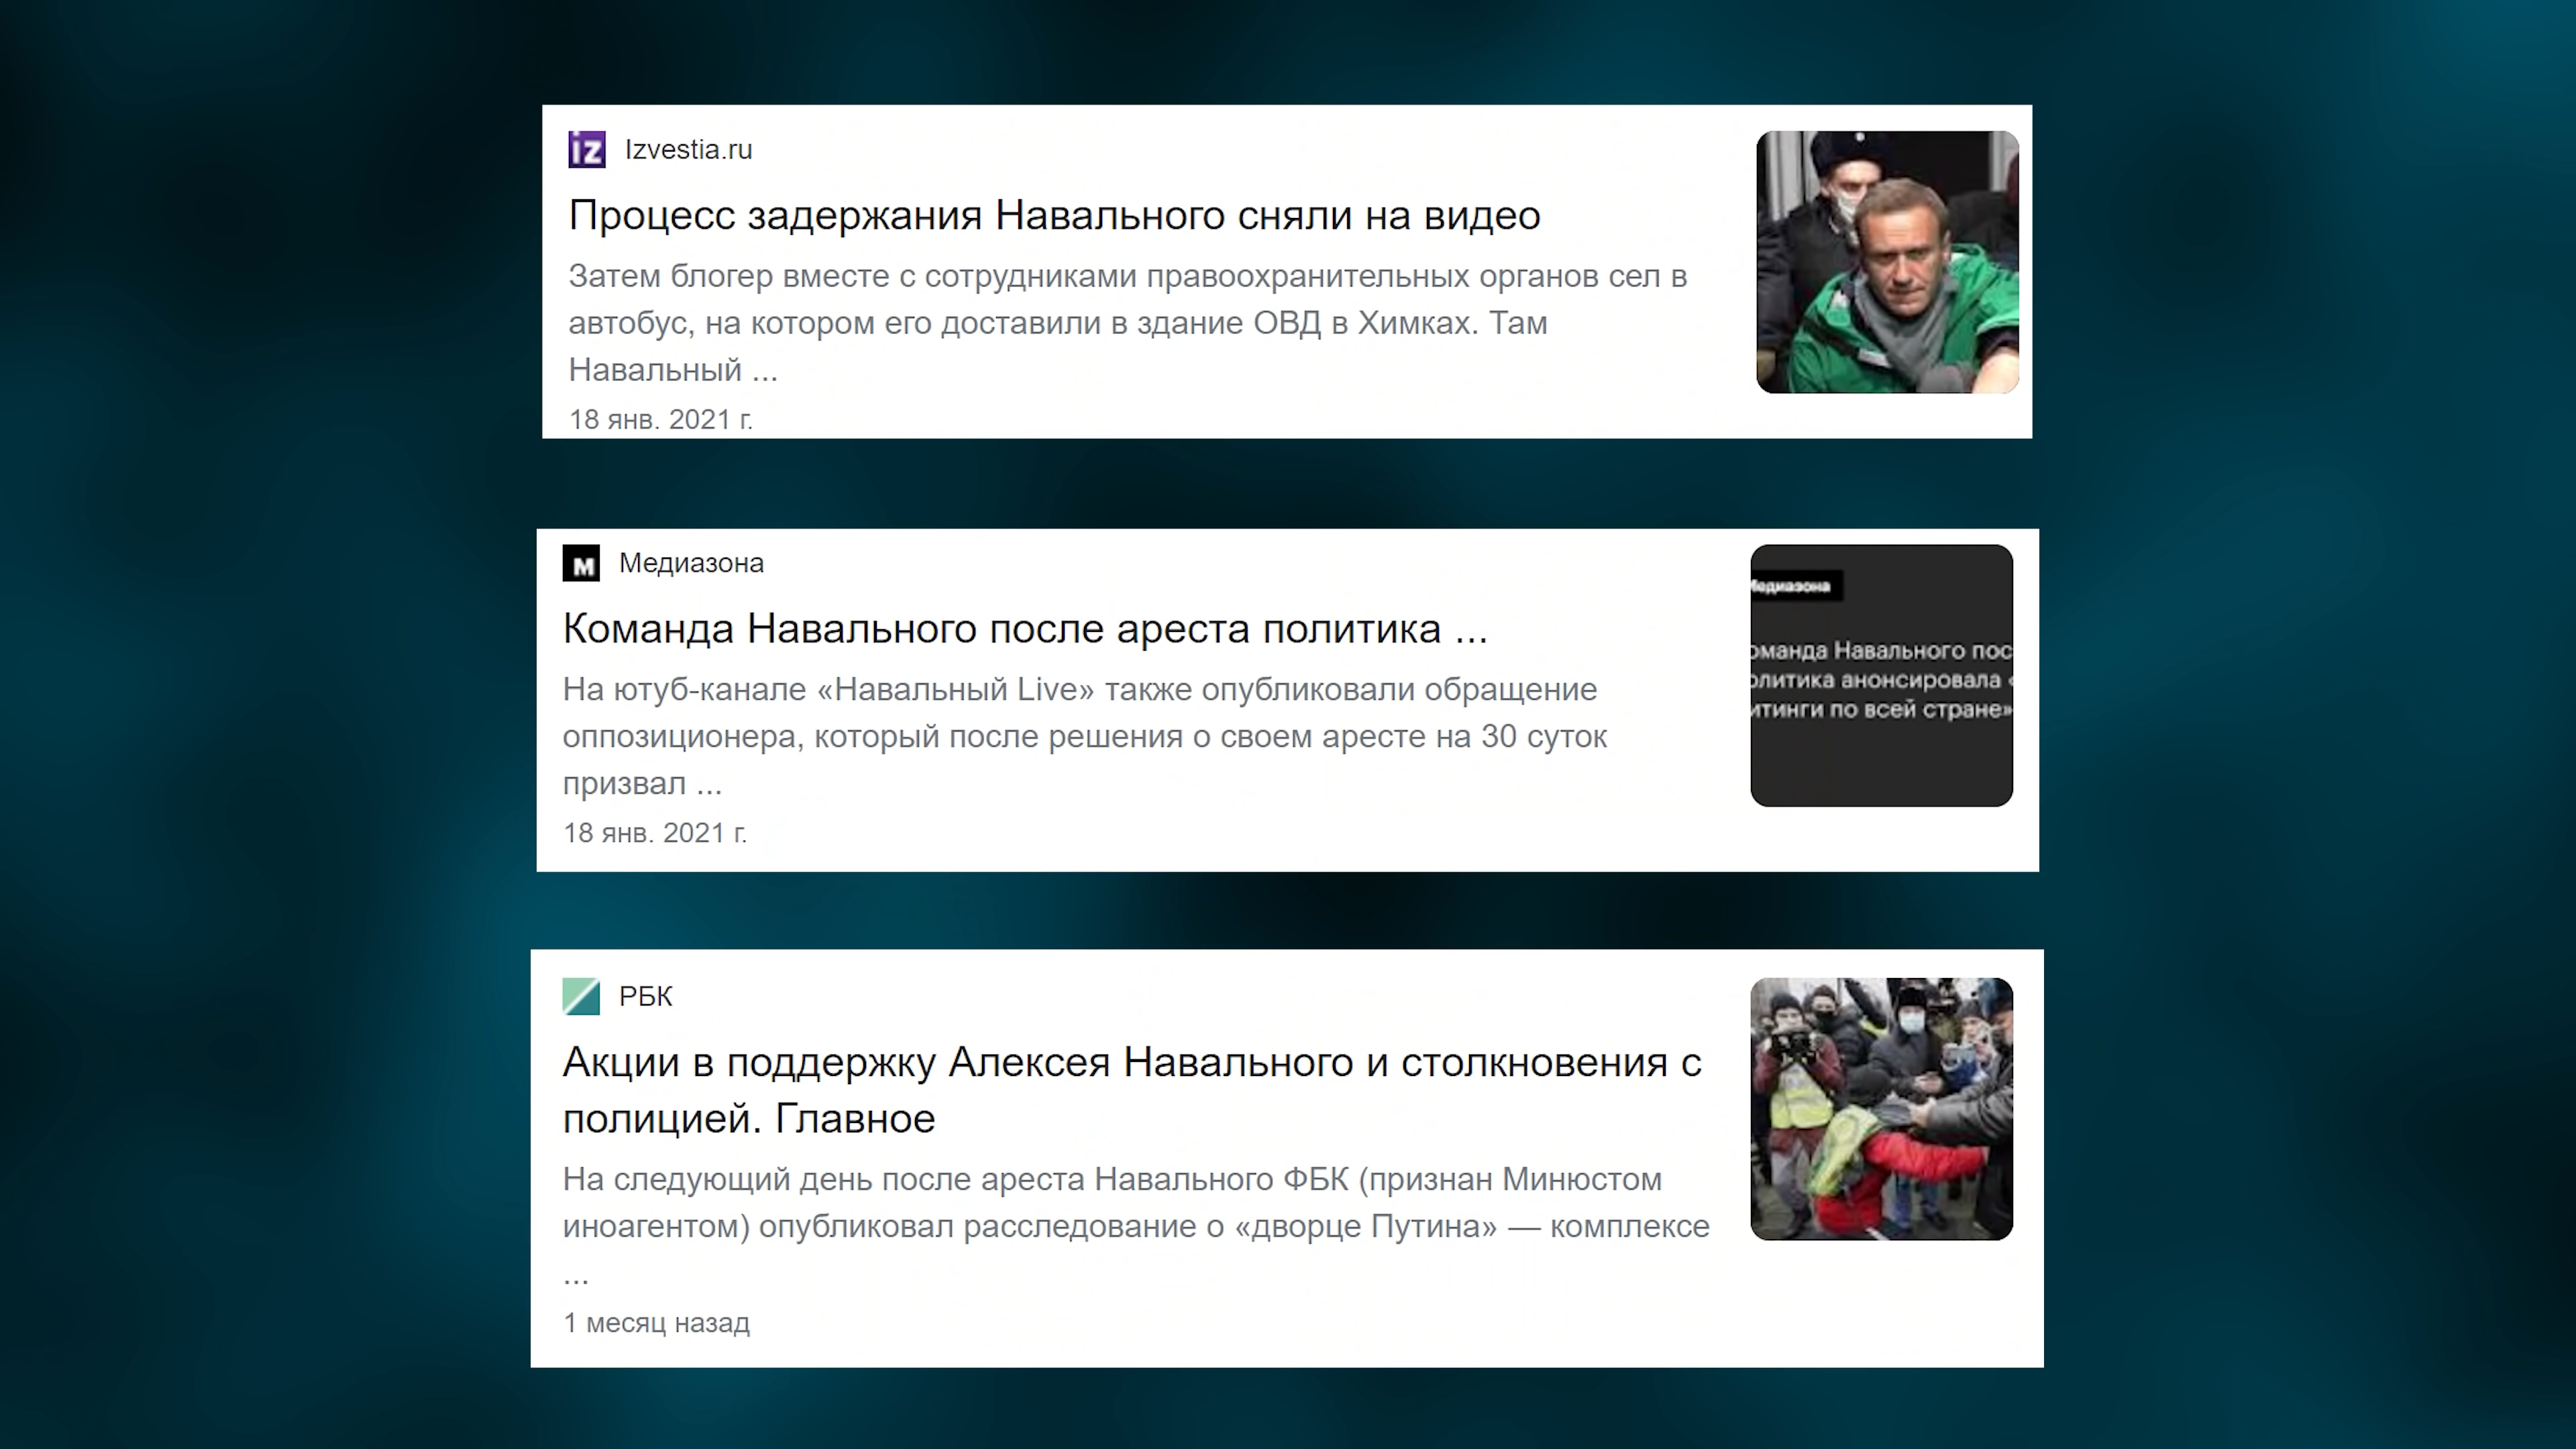 iz Izvestia.ru
Процесс задержания Навального сняли на видео
Затем блогер вместе с сотрудниками правоохранительных органов сел в
автобус, на котором его доставили в здание ОВД в Химках. Там
Навальный ...
18 янв. 2021 г.
М Медиазона
Команда Навального после ареста политика ...
На ютуб-канале «Навальный Live» также опубликовали обращение
оппозиционера, который после решения о своем аресте на 30 суток
призвал ...
18 янв. 2021 г.
Медиазона
оманда Навального пос
олитика анонсировала «
итинги по всей стране»
РБК
Акции в поддержку Алексея Навального и столкновения с
полицией. Главное
На следующий день после ареста Навального ФБК (признан Минюстом
иноагентом) опубликовал расследование о «дворце Путина» — комплексе
...
1 месяц назад